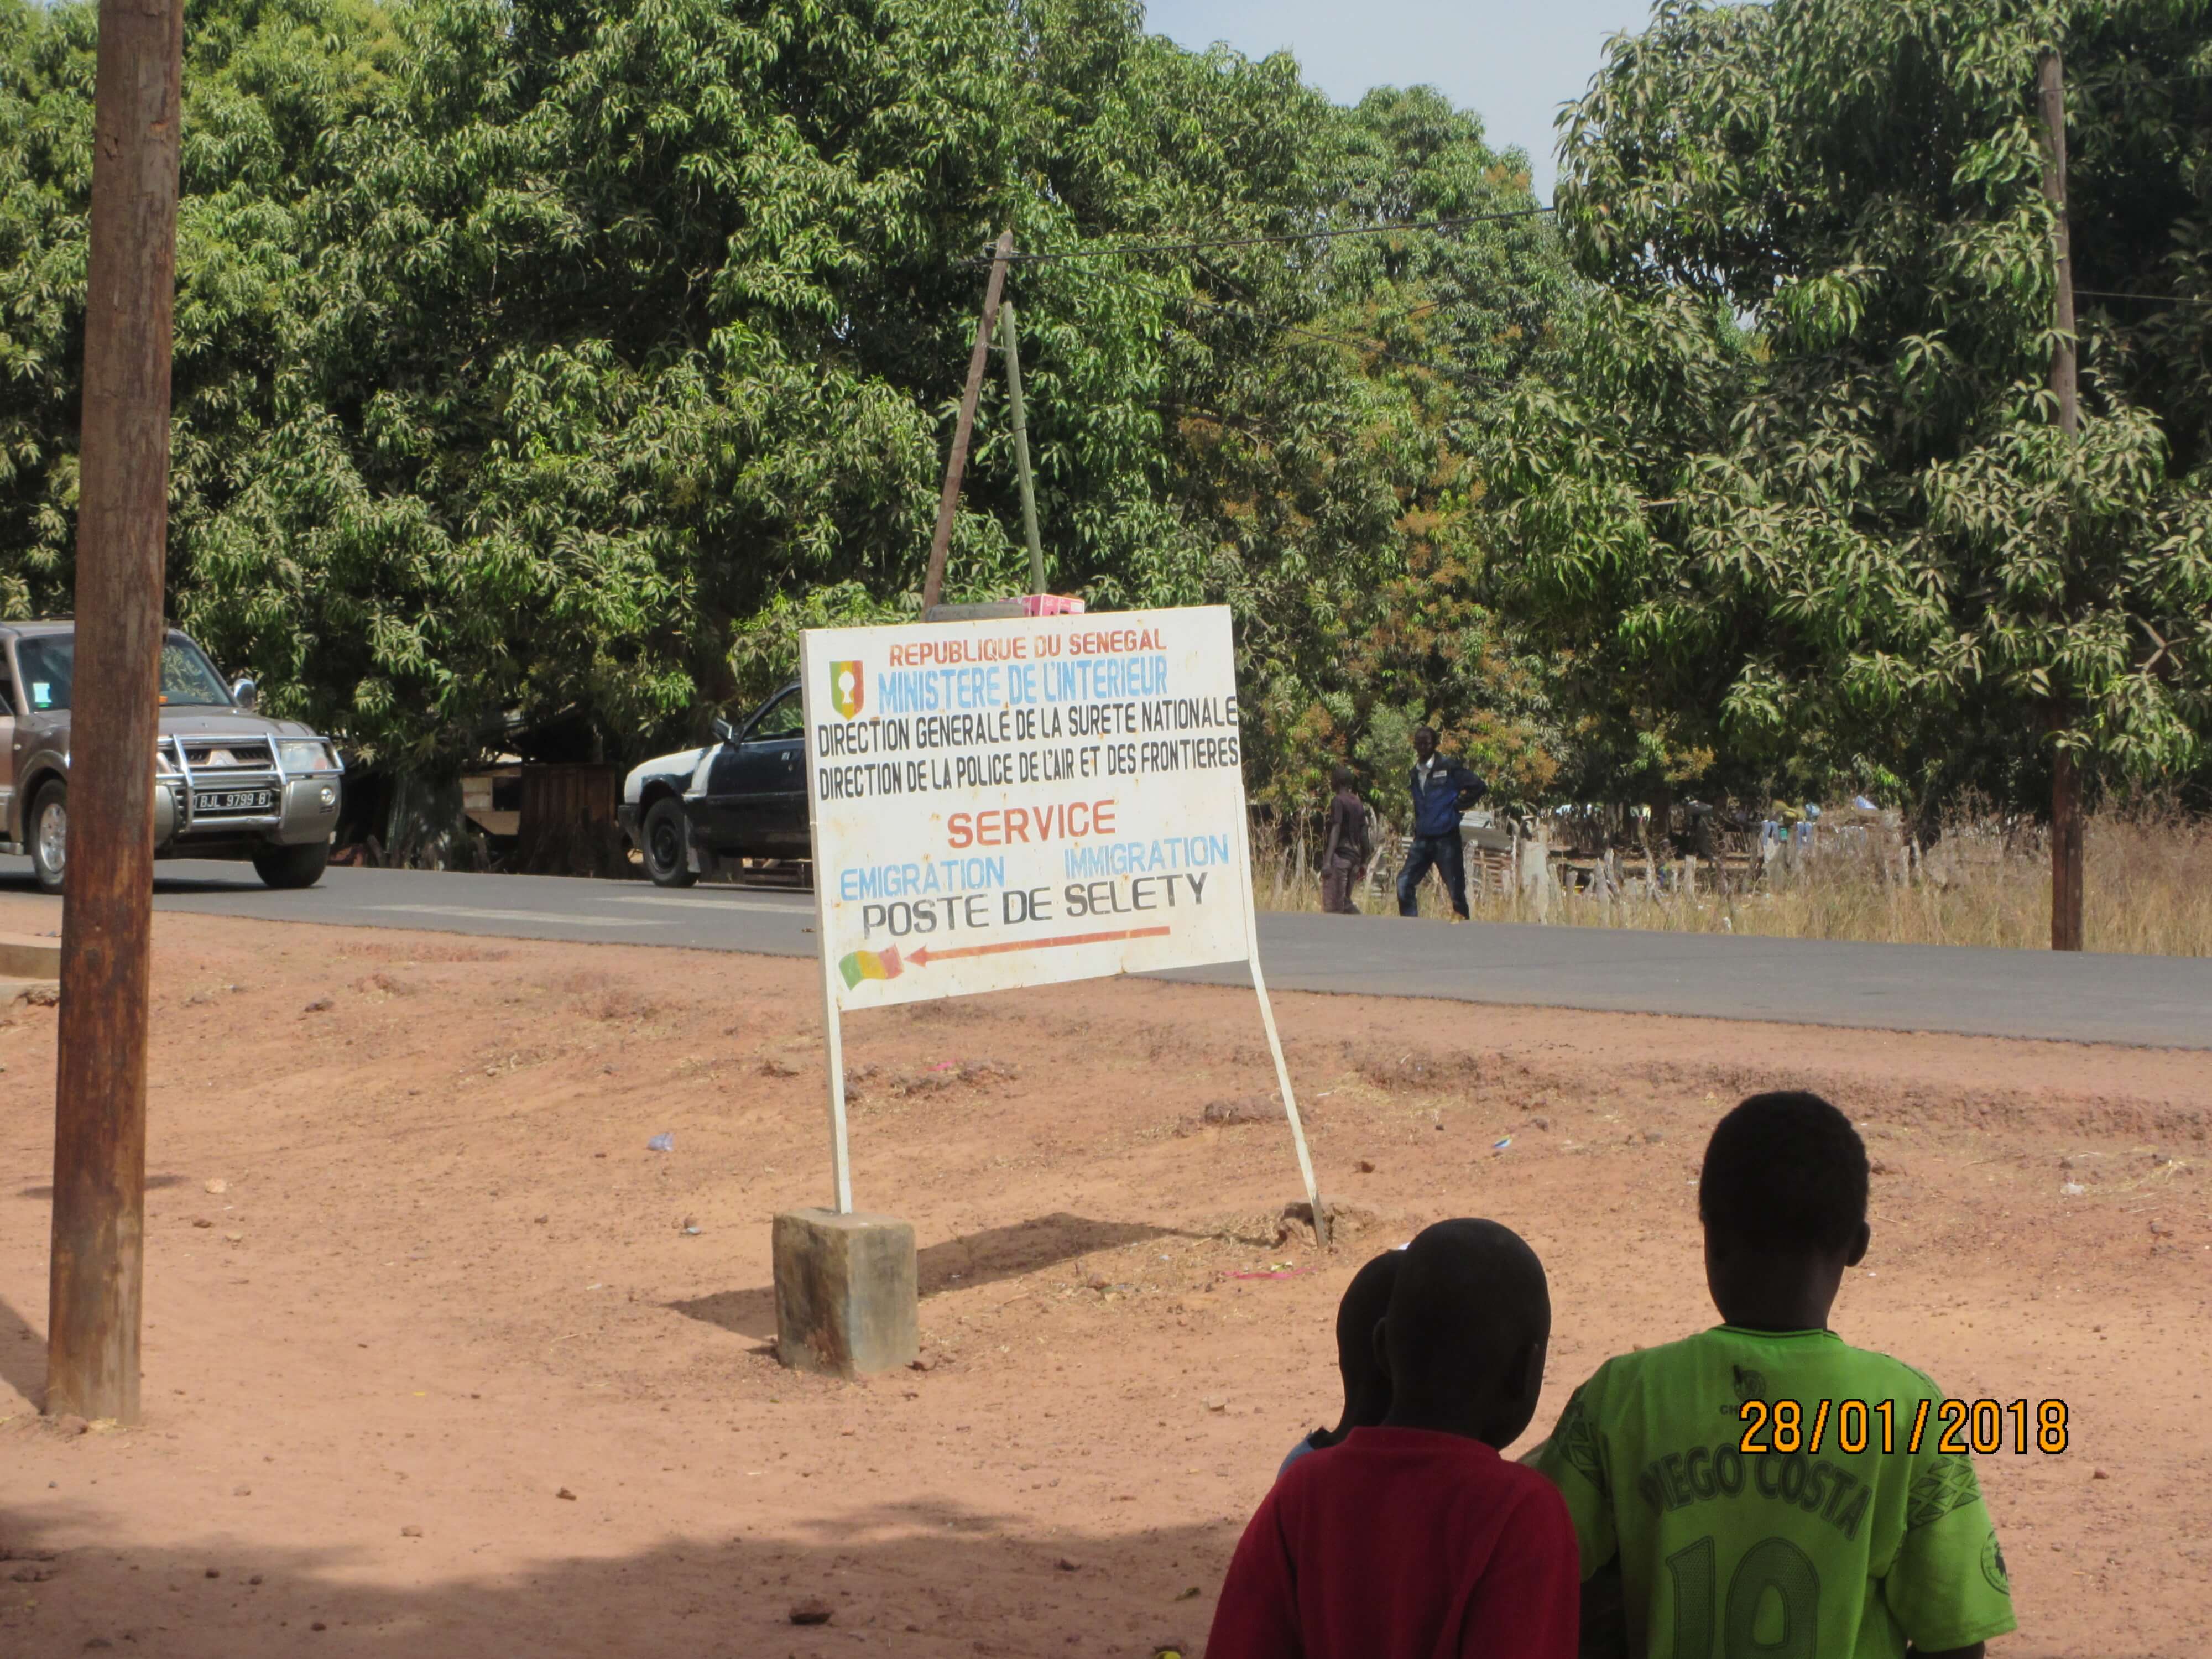 REPUBLIQUE DU SENEGAL
MINISTERE DE L'INTERIEUR
DIRECTION GENERALE DE LA SURETE NATIONALE
DIRECTION DE LA POLICE DE L'AIR ET DES FRONTIERES
SERVICE
EMIGRATION IMMIGRATION
POSTE DE SELETY
BJL 9799 B
28/01/2018
DIEGO COSTA
19